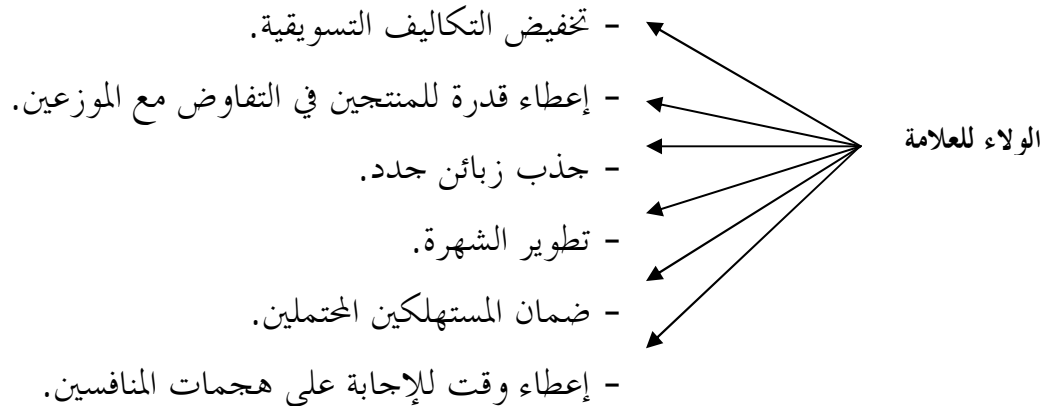 - تخفيض التكاليف التسويقية.
- إعطاء قدرة للمنتجين في التفاوض مع الموزعين.
الولاء للعلامة
- جذب زبائن جدد.
- تطوير الشهرة.
- ضمان المستهلكين المحتملين.
- إعطاء وقت للإجابة على هجمات المنافسين.